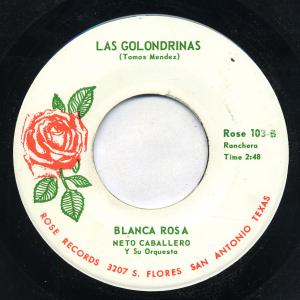 LAS GOLONDRINAS
(Tomas Mendez)
Rose 103-B
Ranchera
Time 2:48
BLANCA ROSA
NETO CABALLERO
Y Su Orquesta
ROSE RECORDS 3207 S. FLORES SAN ANTONIO TEXAS